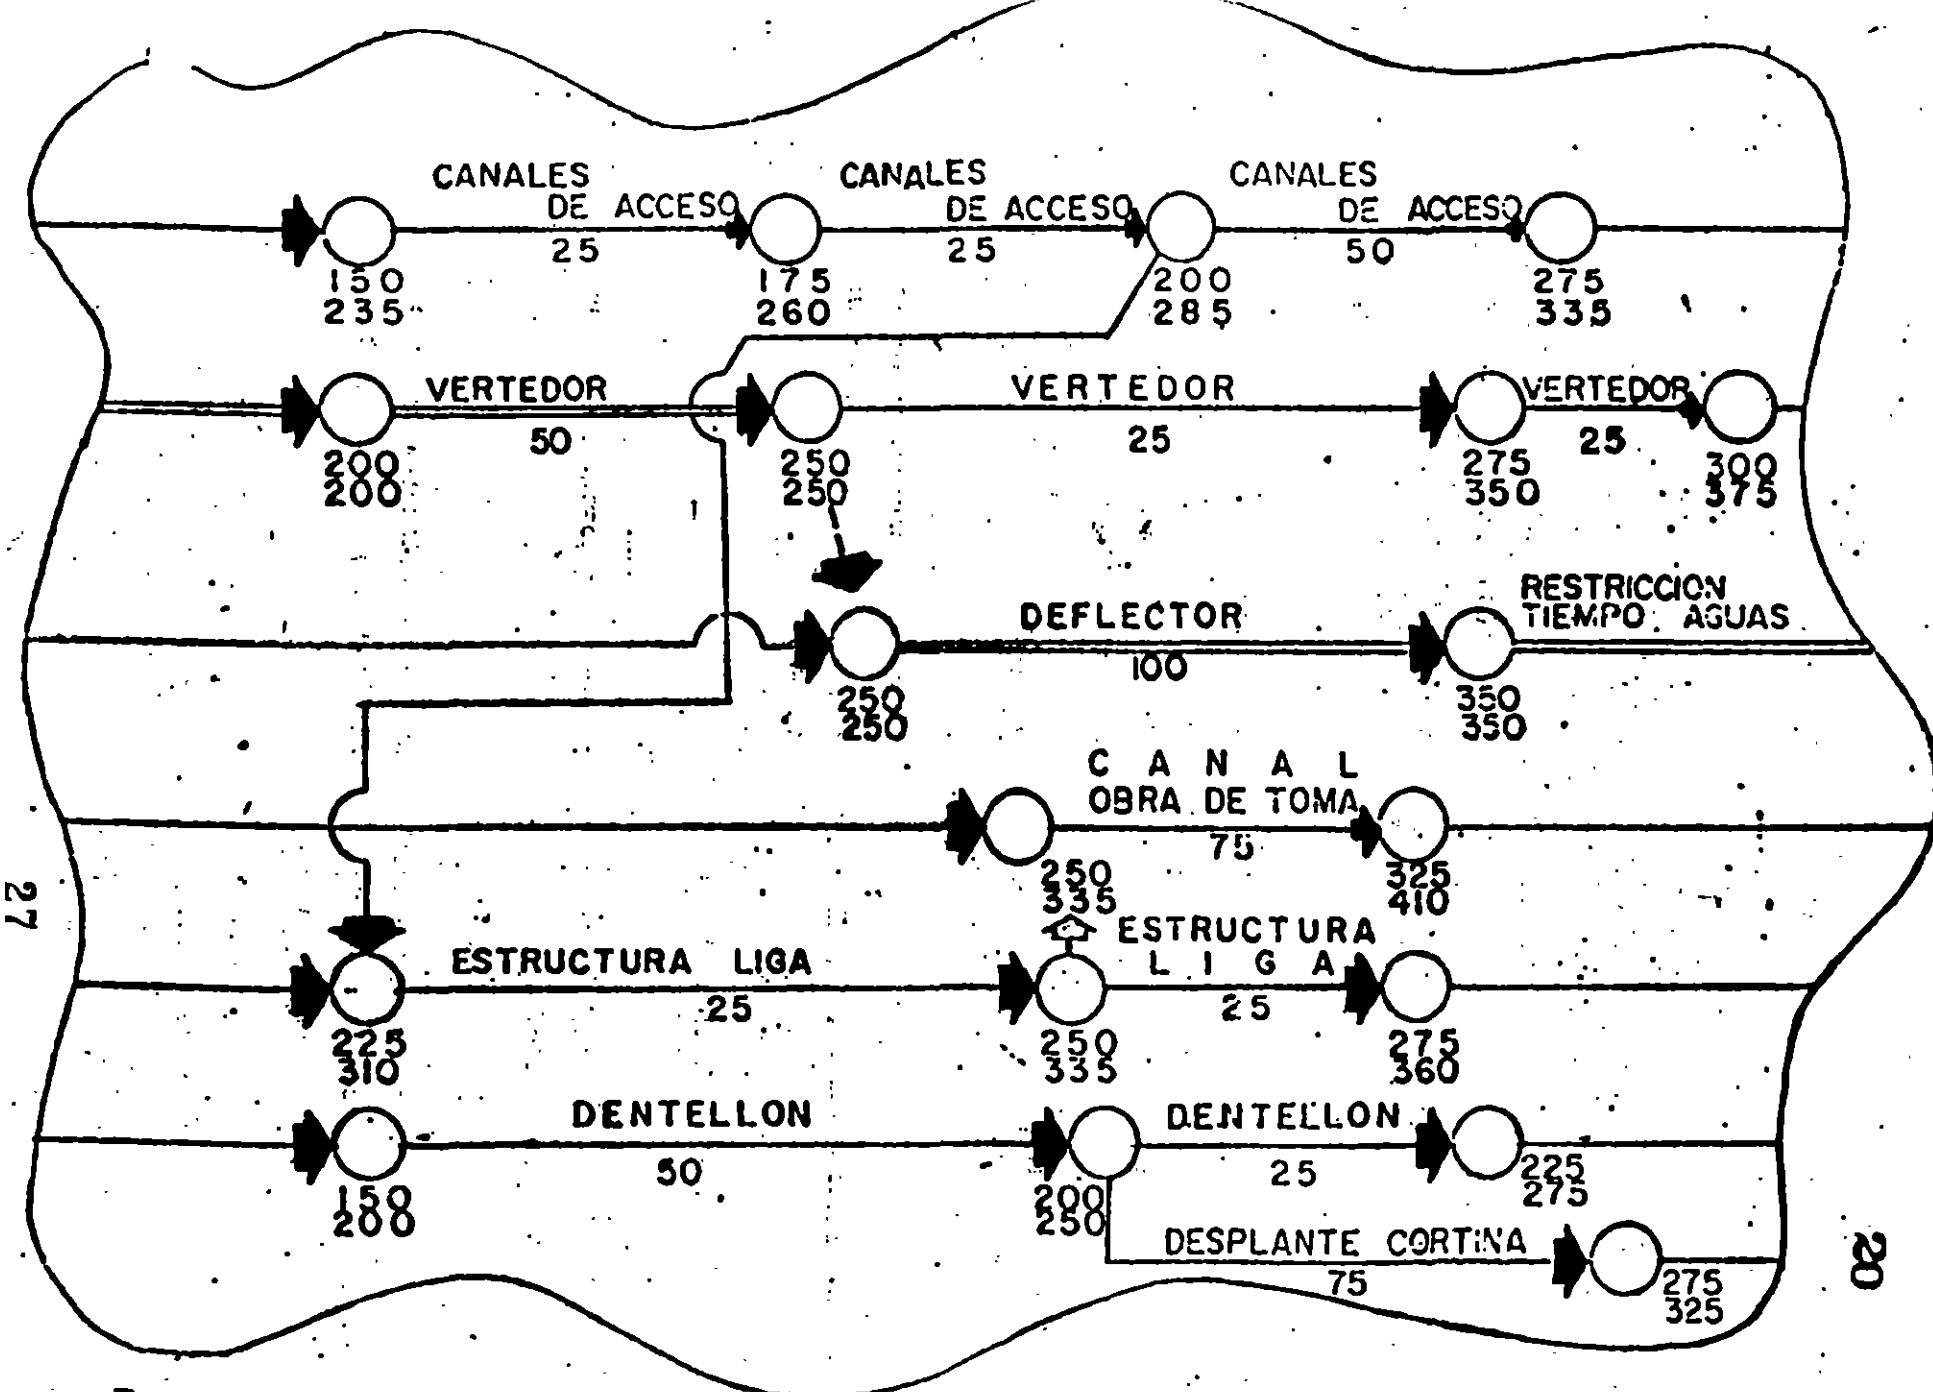 CANALES
DE ACCESO
25
CANALES
DE ACCESO
25
CANALES
DE ACCESO
50
150
235
175
260
200
285
275
335
VERTEDOR
50
VERTEDOR
25
VERTEDOR
25
200
200
250
250
275
350
300
375
DEFLECTOR
100
RESTRICCION
TIEMPO AGUAS
250
250
350
350
CANAL
OBRA DE TOMA
75
250
335
325
410
27
ESTRUCTURA LIGA
25
ESTRUCTURA
LIGA
25
225
310
250
335
275
360
DENTELLON
50
DENTELLON
25
150
200
200
250
225
275
DESPLANTE CORTINA
75
275
325
20